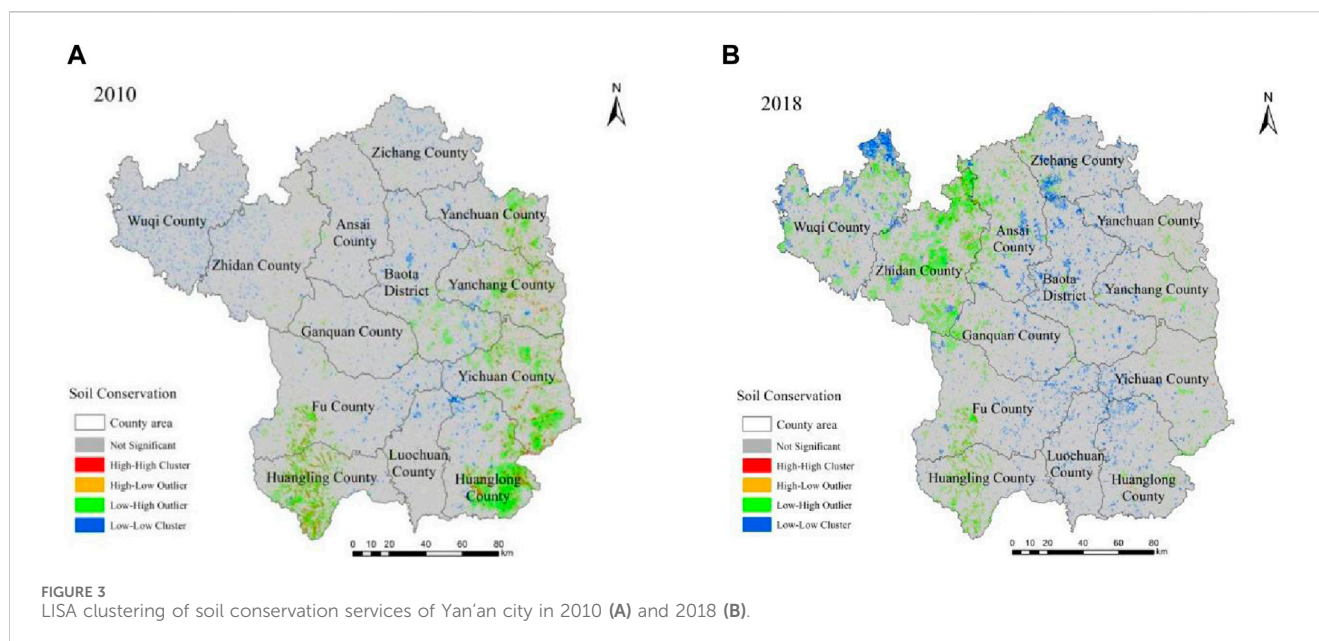 A
2010
N
Zichang County
Wuqi County
Yanchuan County
Ansai
County
Zhidan County
Baota
District
Yanchang County
Ganquan County
Yichuan County
Fu County
Luochuan
County
Huangling County
Huanglong
County
Soil Conservation
County area
Not Significant
High-High Cluster
High-Low Outlier
Low-High Outlier
Low-Low Cluster
0 10 20 40 60 80
km
B
2018
N
Zichang County
Wuqi County
Yanchuan County
Ansai
County
Zhidan County
Baota
District
Yanchang County
Ganquan County
Yichuan County
Fu County
Luochuan
County
Huangling County
Huanglong
County
Soil Conservation
County area
Not Significant
High-High Cluster
High-Low Outlier
Low-High Outlier
Low-Low Cluster
0 10 20 40 60 80
km
FIGURE 3
LISA clustering of soil conservation services of Yan'an city in 2010 (A) and 2018 (B).